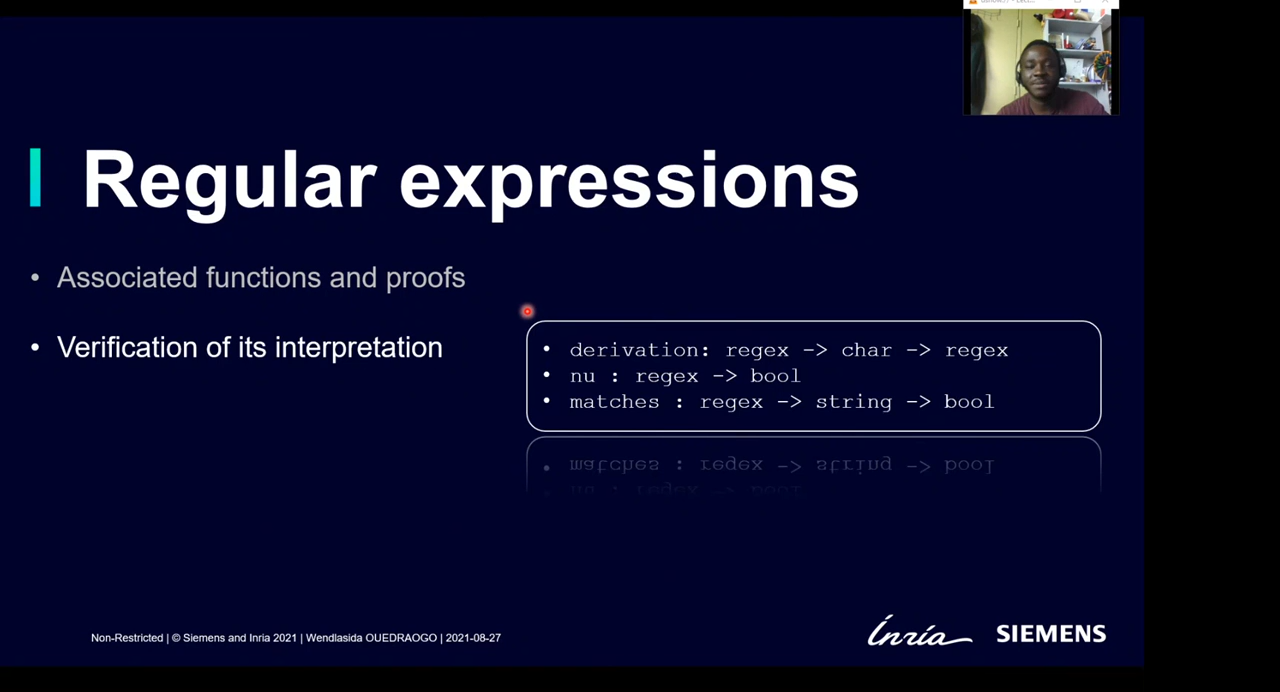 Regular expressions
• Associated functions and proofs
• Verification of its interpretation
• derivation: regex -> char -> regex
• nu : regex -> bool
• matches : regex -> string -> bool
Non-Restricted | © Siemens and Inria 2021 | Wendlasida OUEDRAOGO | 2021-08-27
Inria SIEMENS